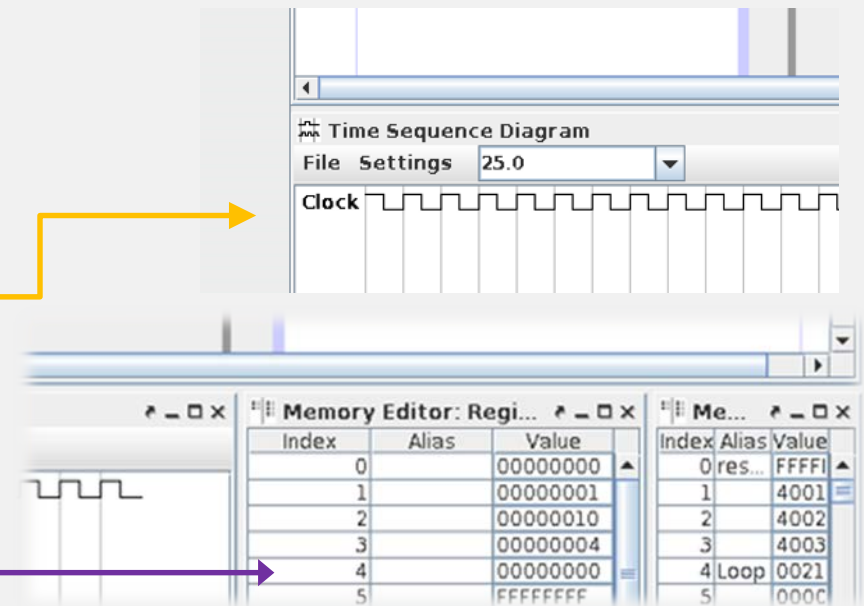 Time Sequence Diagram
File Settings 25.0
Clock
Memory Editor: Regi... Me...
Index Alias Value Index Alias Value
0 00000000 0 res... FFFFI
1 00000001 1 4001
2 00000010 2 4002
3 00000004 3 4003
4 00000000 4 Loop 0021
5 FFFFFFFF 5 000C